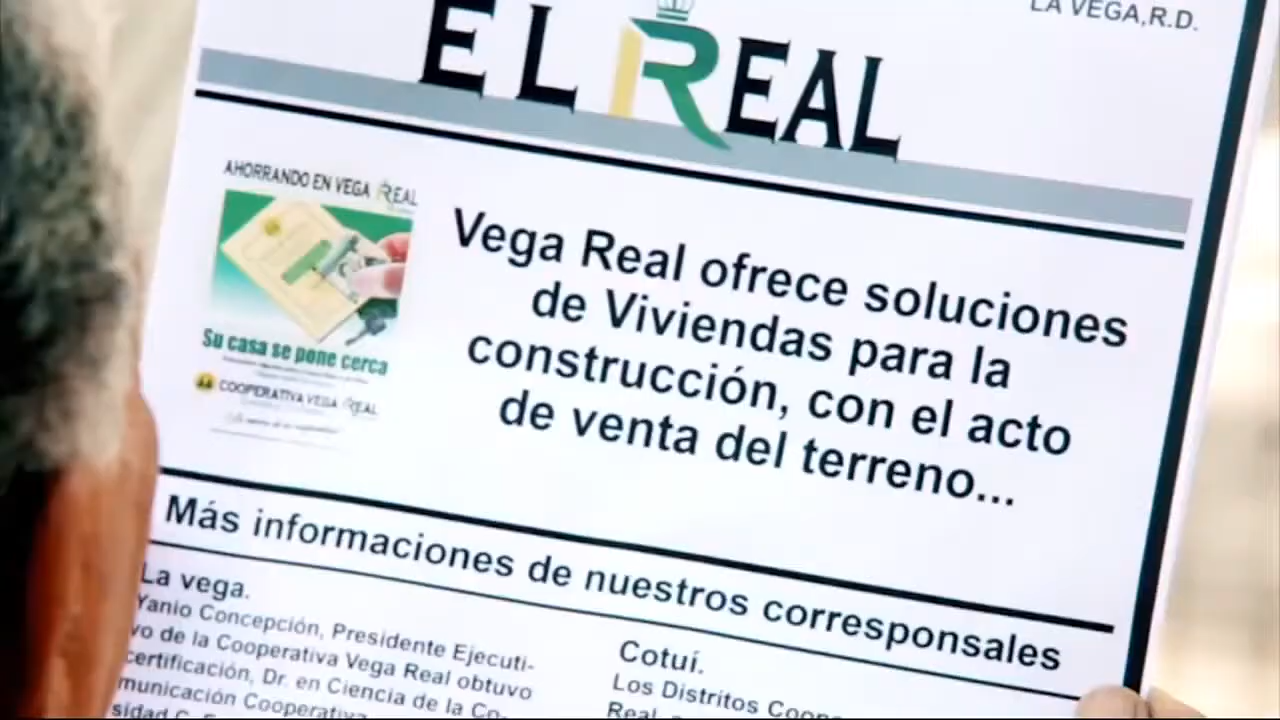 LA VEGA,R.D.
EL REAL
AHORRANDO EN VEGA REAL
Su casa se pone cerca
COOPERATIVA VEGA REAL
Vega Real ofrece soluciones
de Viviendas para la
construcción, con el acto
de venta del terreno...
Más informaciones de nuestros corresponsales
La vega.
Yanio Concepción, Presidente Ejecuti-
vo de la Cooperativa Vega Real obtuvo
certificación, Dr. en Ciencia de la Co-
municación Cooperativa
Cotuí.
Los Distritos
Real,